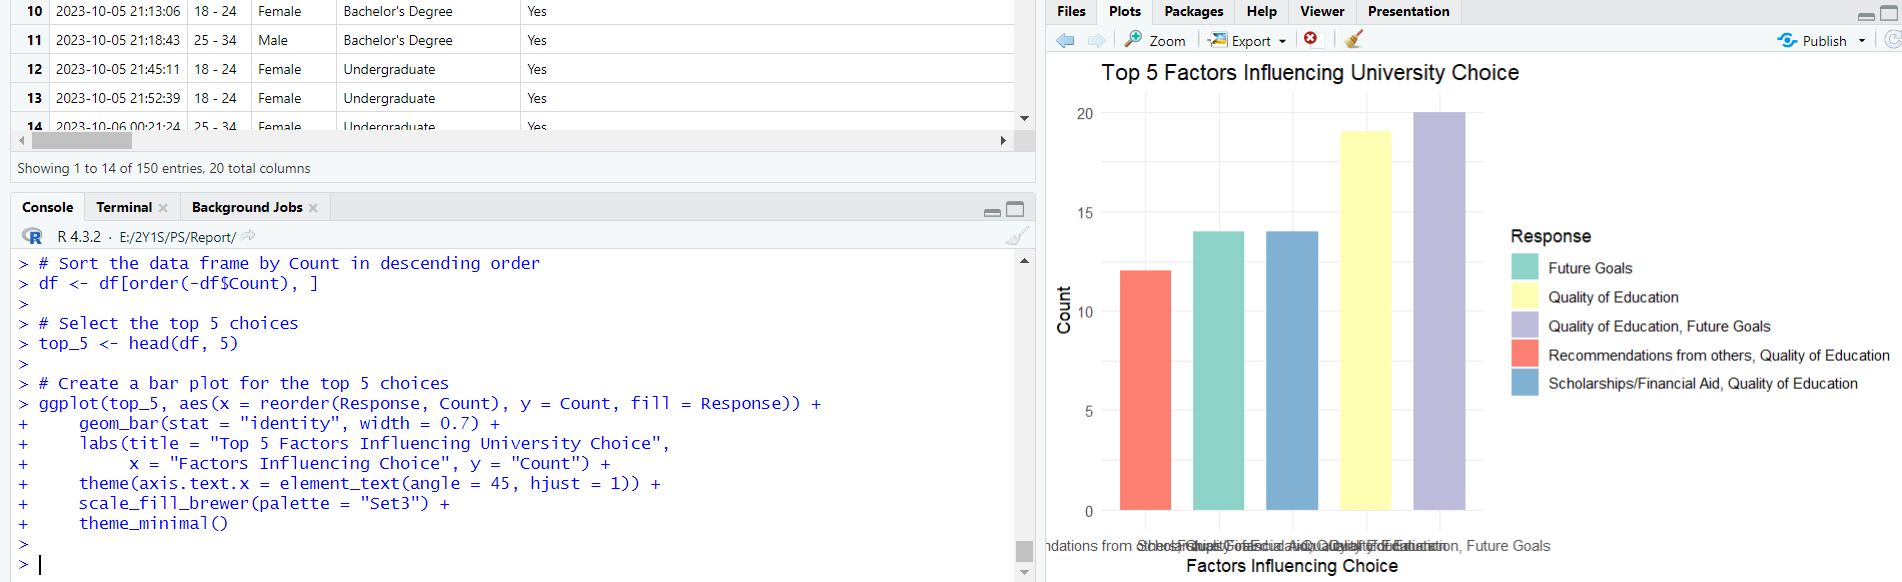 10 2023-10-05 21:13:06 18 - 24 Female Bachelor's Degree Yes
11 2023-10-05 21:18:43 25 - 34 Male Bachelor's Degree Yes
12 2023-10-05 21:45:11 18 - 24 Female Undergraduate Yes
13 2023-10-05 21:52:39 18 - 24 Female Undergraduate Yes
14 2023-10-06 00:21:24 25 - 34 Female Undergraduate Yes
Showing 1 to 14 of 150 entries, 20 total columns
Console Terminal Background Jobs
R R 4.3.2 · E:/2Y1S/PS/Report/
> # Sort the data frame by Count in descending order
> df <- df[order(-df$Count), ]
>
> # Select the top 5 choices
> top_5 <- head(df, 5)
>
> # Create a bar plot for the top 5 choices
> ggplot(top_5, aes(x = reorder(Response, Count), y = Count, fill = Response)) +
+     geom_bar(stat = "identity", width = 0.7) +
+     labs(title = "Top 5 Factors Influencing University Choice",
+          x = "Factors Influencing Choice", y = "Count") +
+     theme(axis.text.x = element_text(angle = 45, hjust = 1)) +
+     scale_fill_brewer(palette = "Set3") +
+     theme_minimal()
>
>
Files Plots Packages Help Viewer Presentation
Zoom Export Publish
Top 5 Factors Influencing University Choice
20
15
10
5
0
Count
ndations from
Education, Future Goals
Factors Influencing Choice
Response
Future Goals
Quality of Education
Quality of Education, Future Goals
Recommendations from others, Quality of Education
Scholarships/Financial Aid, Quality of Education